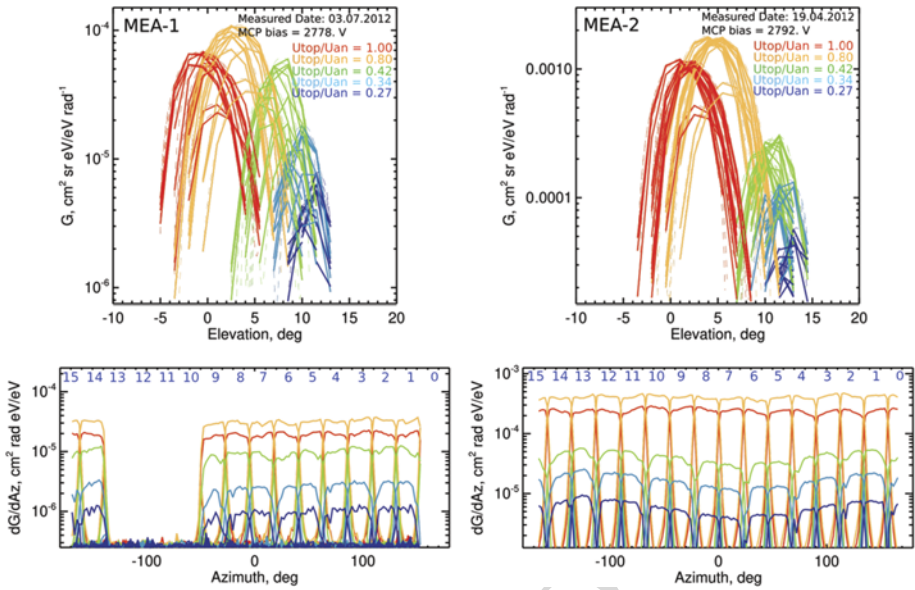 MEA-1
Measured Date: 03.07.2012
MCP bias = 2778. V
Utop/Uan = 1.00
Utop/Uan = 0.80
Utop/Uan = 0.42
Utop/Uan = 0.34
Utop/Uan = 0.27
10⁻⁴
10⁻⁵
10⁻⁶
G, cm² sr eV/eV rad⁻¹
-10 -5 0 5 10 15 20
Elevation, deg
MEA-2
Measured Date: 19.04.2012
MCP bias = 2792. V
Utop/Uan = 1.00
Utop/Uan = 0.80
Utop/Uan = 0.42
Utop/Uan = 0.34
Utop/Uan = 0.27
0.0010
0.0001
G, cm² sr eV/eV rad⁻¹
-10 -5 0 5 10 15 20
Elevation, deg
15 14 13 12 11 10 9 8 7 6 5 4 3 2 1 0
10⁻⁴
10⁻⁵
10⁻⁶
dG/dAz, cm² rad eV/eV
-100 0 100
Azimuth, deg
15 14 13 12 11 10 9 8 7 6 5 4 3 2 1 0
10⁻³
10⁻⁴
10⁻⁵
dG/dAz, cm² rad eV/eV
-100 0 100
Azimuth, deg